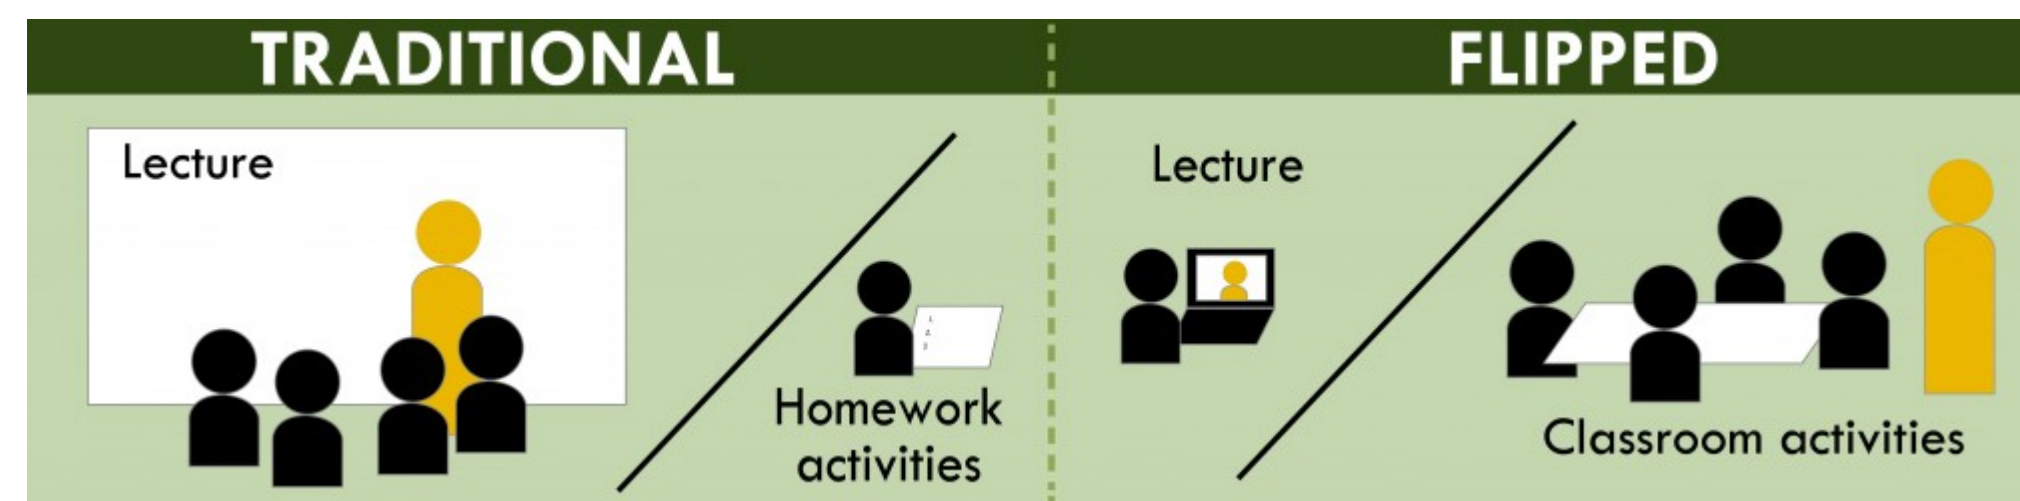 TRADITIONAL
Lecture
Homework
activities
FLIPPED
Lecture
Classroom activities